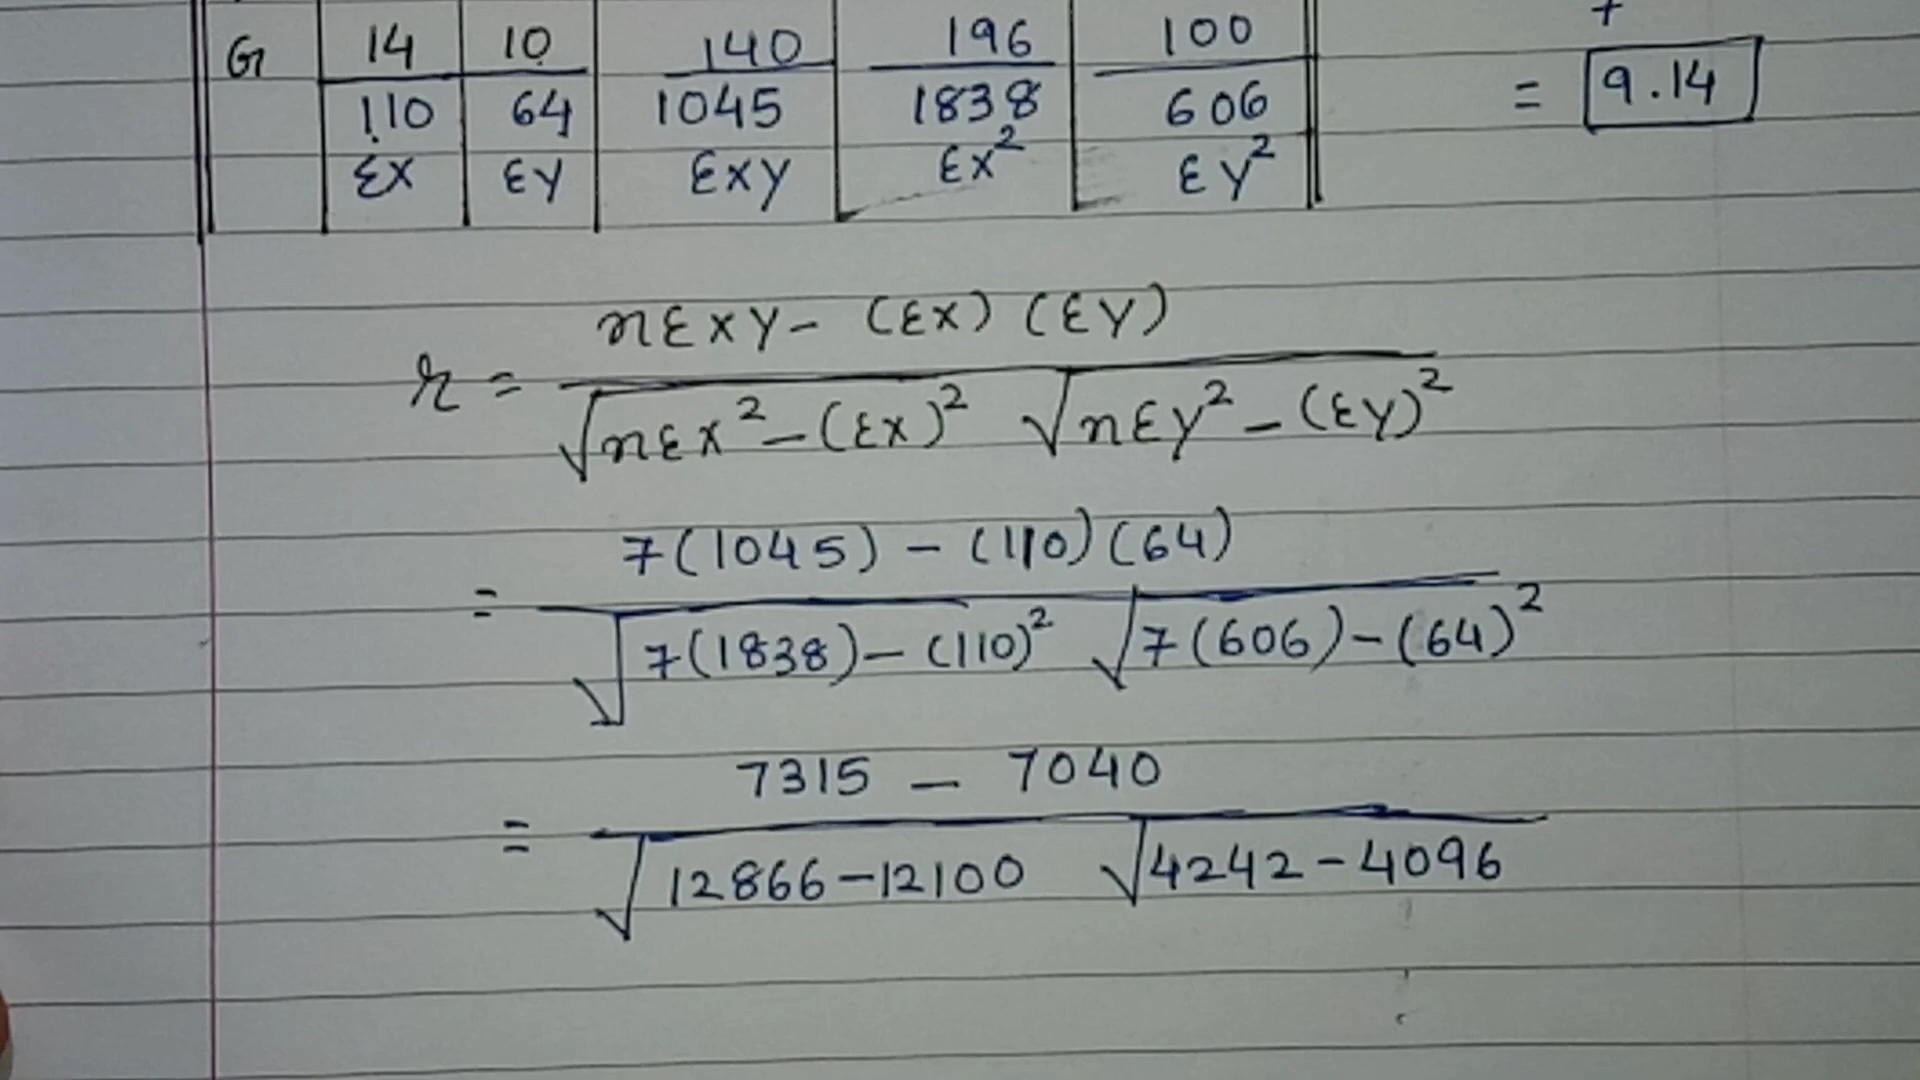 G 14 10 140 196 100
110 64 1045 1838 606
ΣX ΣY ΣXY ΣX² ΣY²
7
= 9.14
r = nΣXY - (ΣX) (ΣY)
√nΣX² - (ΣX)² √nΣY² - (ΣY)²
= 7(1045) - (110)(64)
√7(1838) - (110)² √7(606) - (64)²
= 7315 - 7040
√12866 - 12100 √4242 - 4096